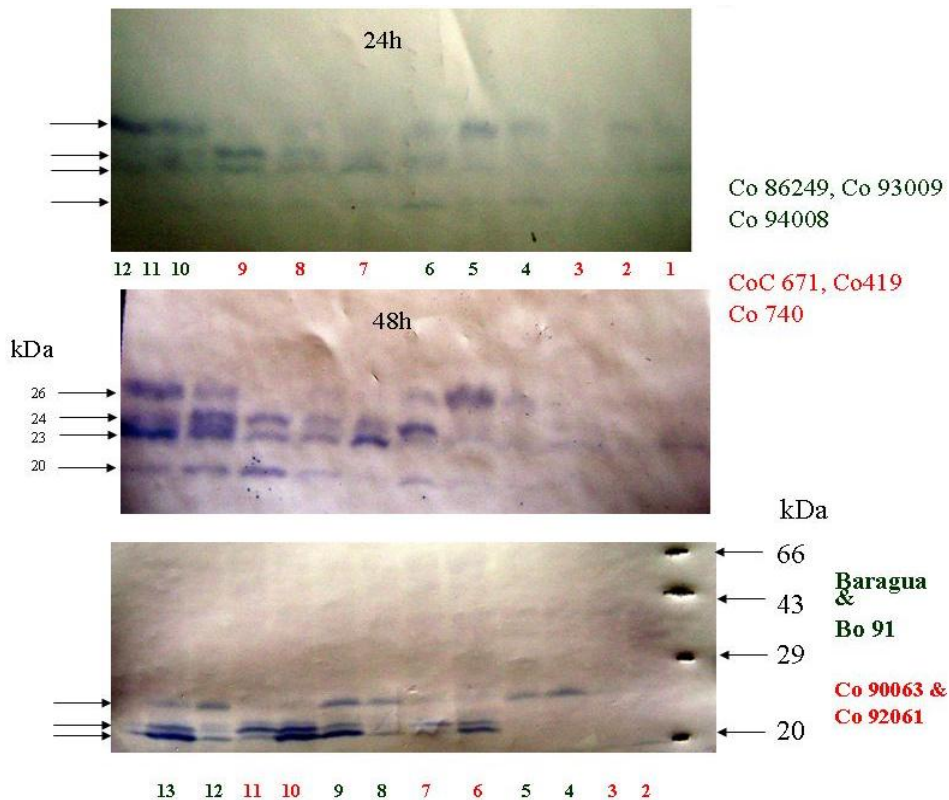 24h
Co 86249, Co 93009
Co 94008
12 11 10 9 8 7 6 5 4 3 2 1
CoC 671, Co419
Co 740
48h
kDa
26
24
23
20
kDa
66
43
29
20
Baragua
&
Bo 91
Co 90063 &
Co 92061
13 12 11 10 9 8 7 6 5 4 3 2